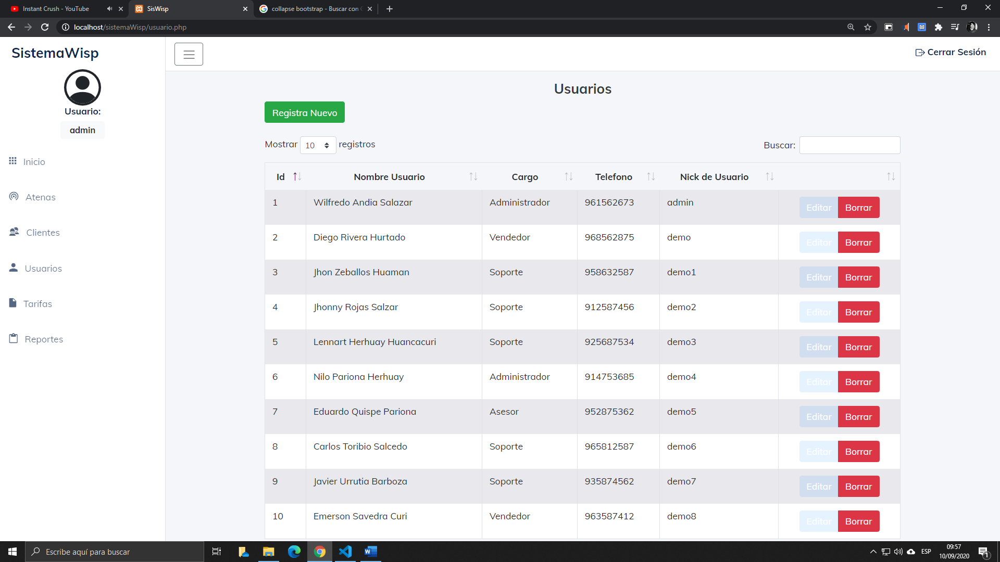 Instant Crush - YouTube
SisWisp
collapse bootstrap - Buscar con
localhost/sistemaWisp/usuario.php
SistemaWisp
Cerrar Sesión
Usuario:
admin
Inicio
Atenas
Clientes
Usuarios
Tarifas
Reportes
Usuarios
Registra Nuevo
Mostrar 10 registros
Buscar:
Id Nombre Usuario Cargo Telefono Nick de Usuario
1 Wilfredo Andia Salazar Administrador 961562673 admin Editar Borrar
2 Diego Rivera Hurtado Vendedor 968562875 demo Editar Borrar
3 Jhon Zeballos Huaman Soporte 958632587 demo1 Editar Borrar
4 Jhonny Rojas Salzar Soporte 912587456 demo2 Editar Borrar
5 Lennart Herhuay Huancacuri Soporte 925687534 demo3 Editar Borrar
6 Nilo Pariona Herhuay Administrador 914753685 demo4 Editar Borrar
7 Eduardo Quispe Pariona Asesor 952875362 demo5 Editar Borrar
8 Carlos Toribio Salcedo Soporte 965812587 demo6 Editar Borrar
9 Javier Urrutia Barboza Soporte 935874562 demo7 Editar Borrar
10 Emerson Savedra Curi Vendedor 963587412 demo8 Editar Borrar
Escribe aquí para buscar
ESP
09:57
10/09/2020
1